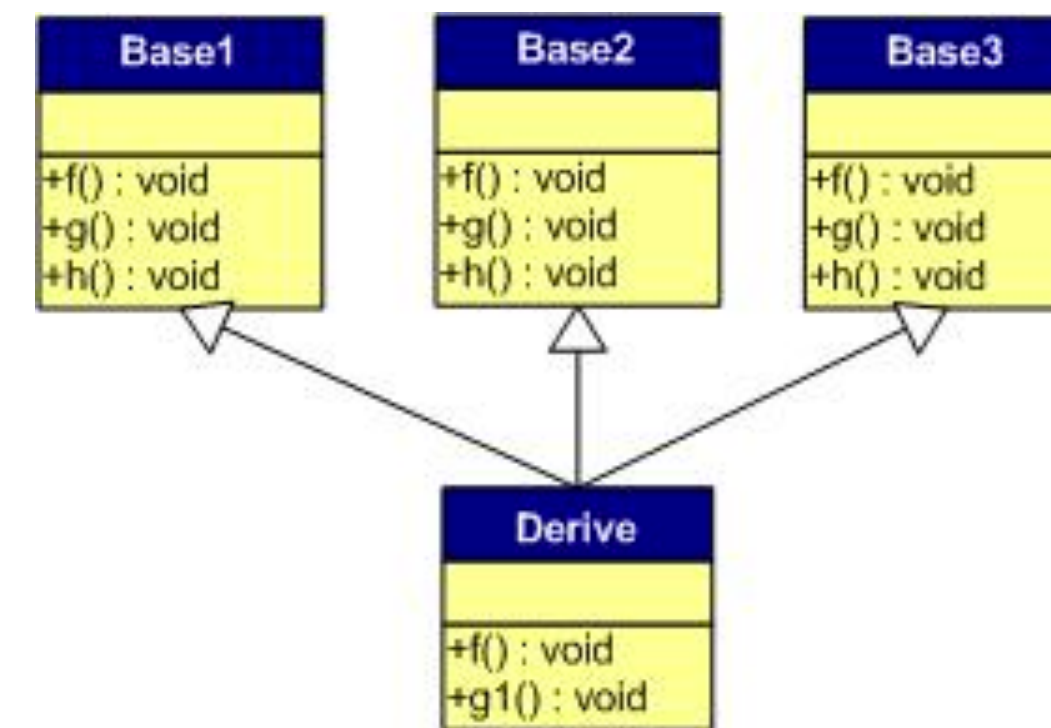 Base1
+f() : void
+g() : void
+h() : void
Base2
+f() : void
+g() : void
+h() : void
Base3
+f() : void
+g() : void
+h() : void
Derive
+f() : void
+g1() : void